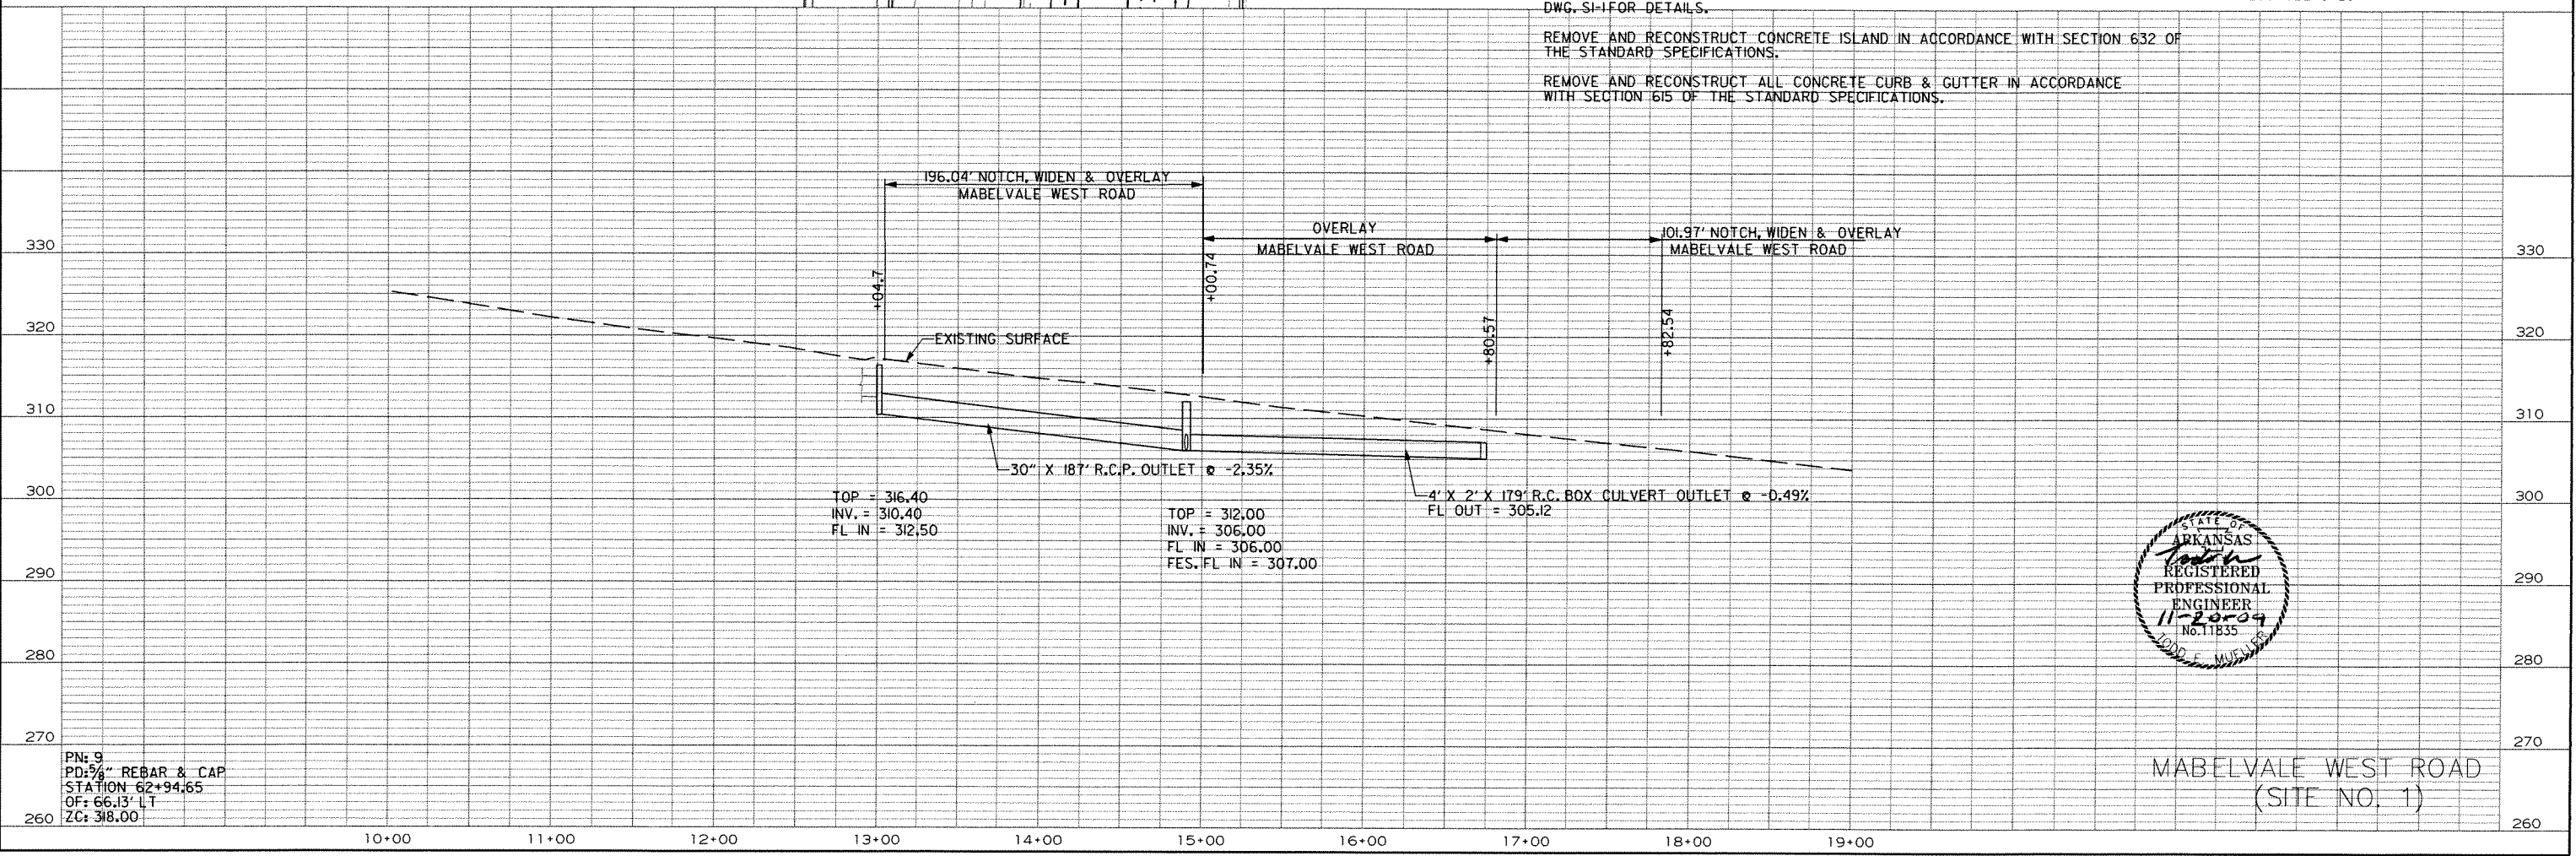 DWG. SI-1 FOR DETAILS.
REMOVE AND RECONSTRUCT CONCRETE ISLAND IN ACCORDANCE WITH SECTION 632 OF
THE STANDARD SPECIFICATIONS.
REMOVE AND RECONSTRUCT ALL CONCRETE CURB & GUTTER IN ACCORDANCE
WITH SECTION 615 OF THE STANDARD SPECIFICATIONS.
196.04' NOTCH, WIDEN & OVERLAY
MABELVALE WEST ROAD
OVERLAY
MABELVALE WEST ROAD
101.97' NOTCH, WIDEN & OVERLAY
MABELVALE WEST ROAD
+04.7
+00.74
+80.57
+82.54
EXISTING SURFACE
30" X 187' R.C.P. OUTLET @ -2.35%
4' X 2' X 179' R.C. BOX CULVERT OUTLET @ -0.49%
FL OUT = 305.12
TOP = 316.40
INV. = 310.40
FL IN = 312.50
TOP = 312.00
INV. = 306.00
FL IN = 306.00
FES. FL IN = 307.00
330
320
310
300
290
280
270
260
330
320
310
300
290
280
270
260
STATE OF
ARKANSAS
REGISTERED
PROFESSIONAL
ENGINEER
11-20-09
No. 11835
TODD E. MUELLER
PN: 9
PD: 5/8" REBAR & CAP
STATION 62+94.65
OF: 66.13' LT
ZC: 318.00
MABELVALE WEST ROAD
(SITE NO. 1)
10+00 11+00 12+00 13+00 14+00 15+00 16+00 17+00 18+00 19+00